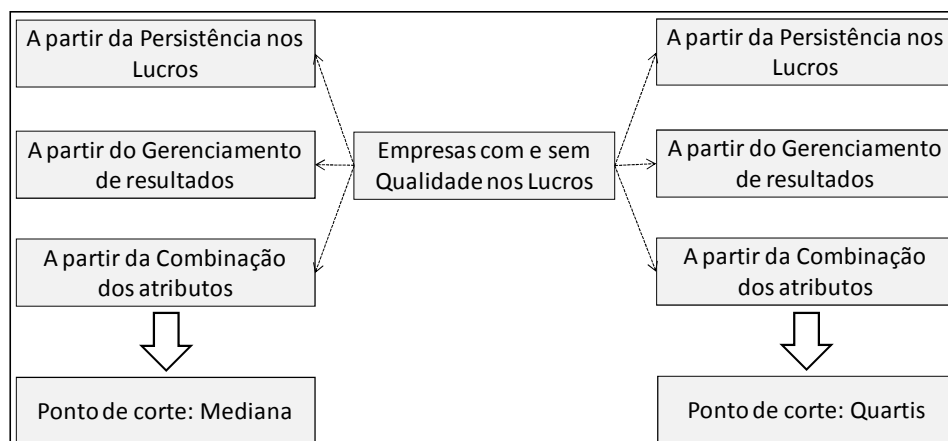 A partir da Persistência nos
Lucros
A partir do Gerenciamento
de resultados
A partir da Combinação
dos atributos
Ponto de corte: Mediana
Empresas com e sem
Qualidade nos Lucros
A partir da Persistência nos
Lucros
A partir do Gerenciamento
de resultados
A partir da Combinação
dos atributos
Ponto de corte: Quartis